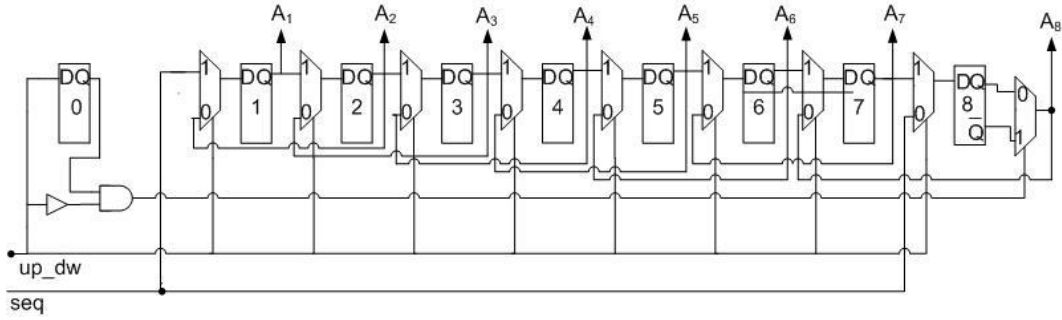 A1 A2 A3 A4 A5 A6 A7 A8
1 1 1 1 1 1 1 1
DQ DQ DQ DQ DQ DQ DQ DQ DQ
0 1 2 3 4 5 6 7 8
0 0 0 0 0 0 0 0 0
Q 1
up_dw
seq